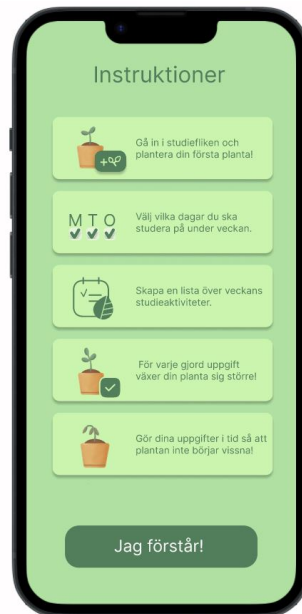 Instruktioner
Gå in i studiefliken och
plantera din första planta!
M T O
Välj vilka dagar du ska
studera på under veckan.
Skapa en lista över veckans
studieaktiviteter.
För varje gjord uppgift
växer din planta sig större!
Gör dina uppgifter i tid så att
plantan inte börjar vissna!
Jag förstår!